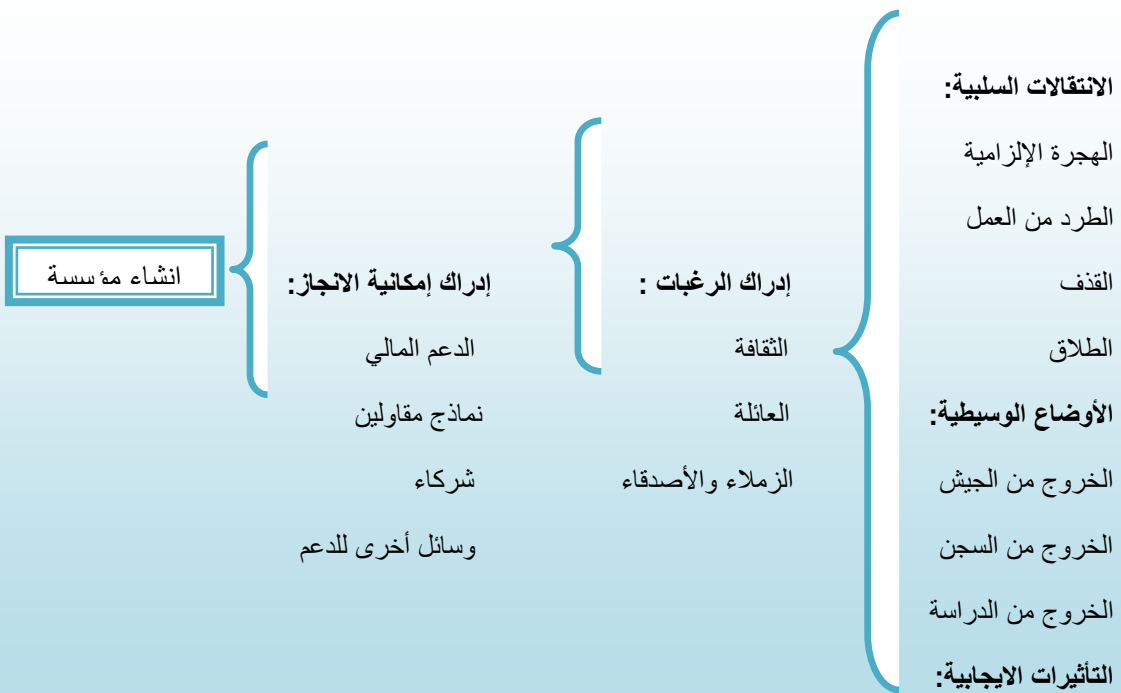 الانتقالات السلبية:
الهجرة الإلزامية
الطرد من العمل
القذف
الطلاق
الأوضاع الوسيطية:
الخروج من الجيش
الخروج من السجن
الخروج من الدراسة
التأثيرات الايجابية:
إدراك الرغبات :
الثقافة
العائلة
الزملاء والأصدقاء
إدراك إمكانية الانجاز:
الدعم المالي
نماذج مقاولين
شركاء
وسائل أخرى للدعم
انشاء مؤسسة